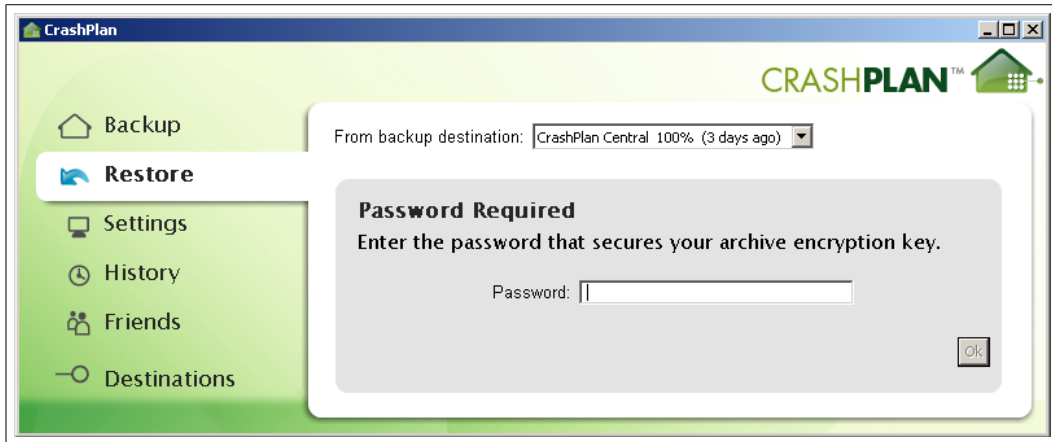 CrashPlan
CRASHPLAN™
Backup
From backup destination: CrashPlan Central 100% (3 days ago)
Restore
Password Required
Settings
Enter the password that secures your archive encryption key.
History
Password:
Friends
Ok
Destinations